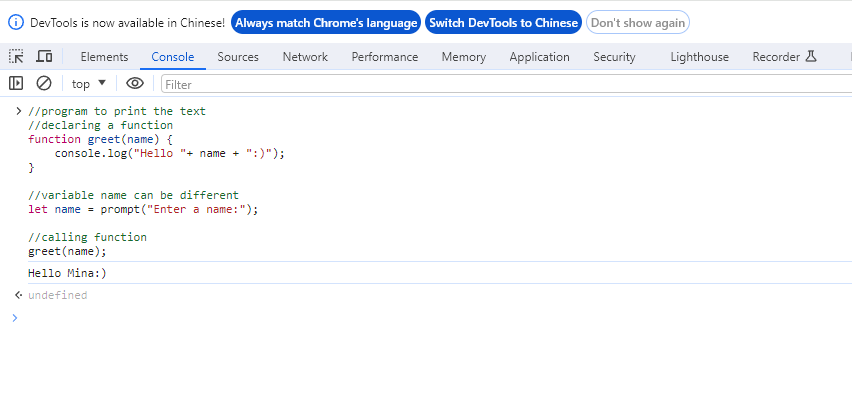 DevTools is now available in Chinese! Always match Chrome's language Switch DevTools to Chinese Don't show again
Elements Console Sources Network Performance Memory Application Security Lighthouse Recorder
top Filter
//program to print the text
//declaring a function
function greet(name) {
    console.log("Hello "+ name + ":)");
}
//variable name can be different
let name = prompt("Enter a name:");
//calling function
greet(name);
Hello Mina:)
undefined